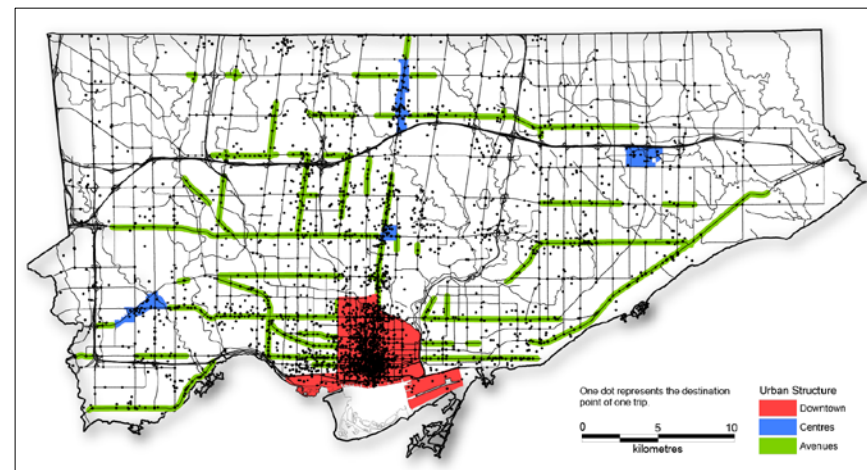 One dot represents the destination
point of one trip.
0 5 10
kilometres
Urban Structure
Downtown
Centres
Avenues